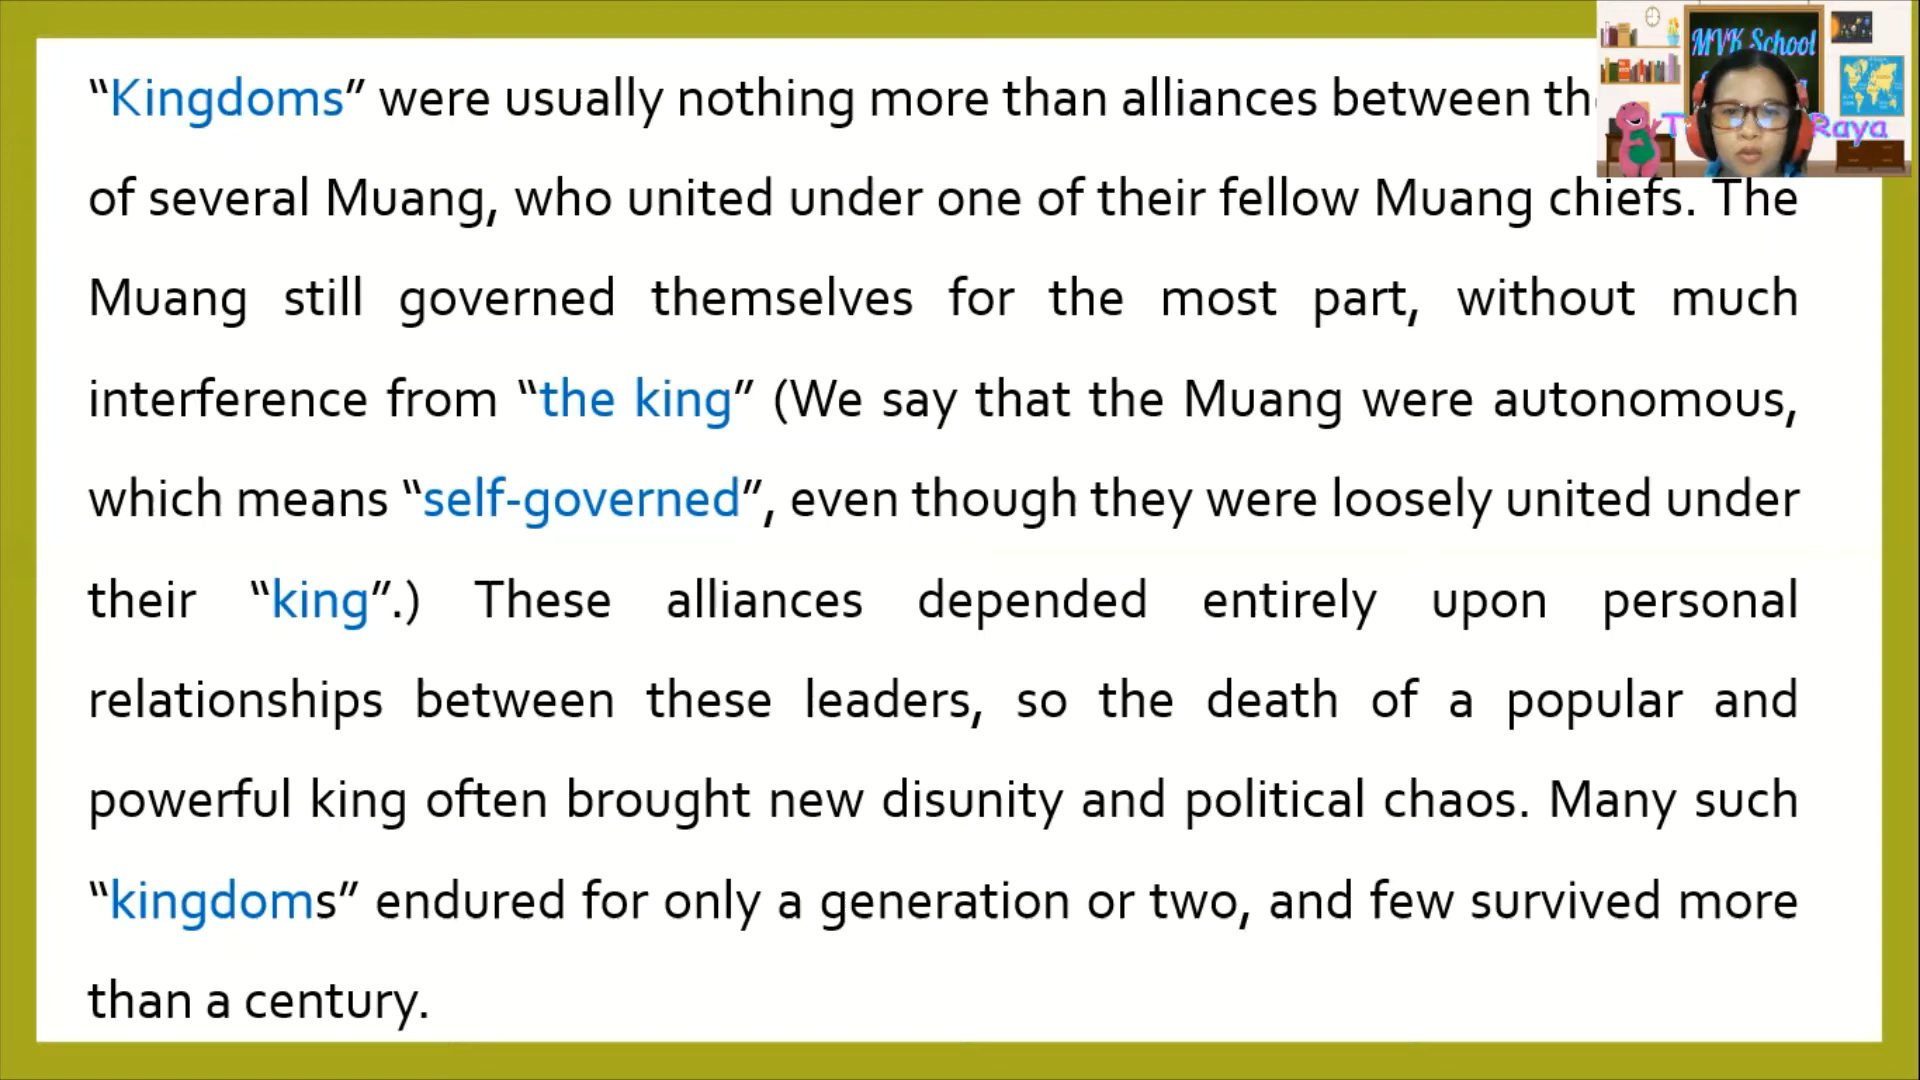 “Kingdoms” were usually nothing more than alliances between
of several Muang, who united under one of their fellow Muang chiefs. The
Muang still governed themselves for the most part, without much
interference from “the king” (We say that the Muang were autonomous,
which means “self-governed”, even though they were loosely united under
their “king”.) These alliances depended entirely upon personal
relationships between these leaders, so the death of a popular and
powerful king often brought new disunity and political chaos. Many such
“kingdoms” endured for only a generation or two, and few survived more
than a century.
MVK School
Raya